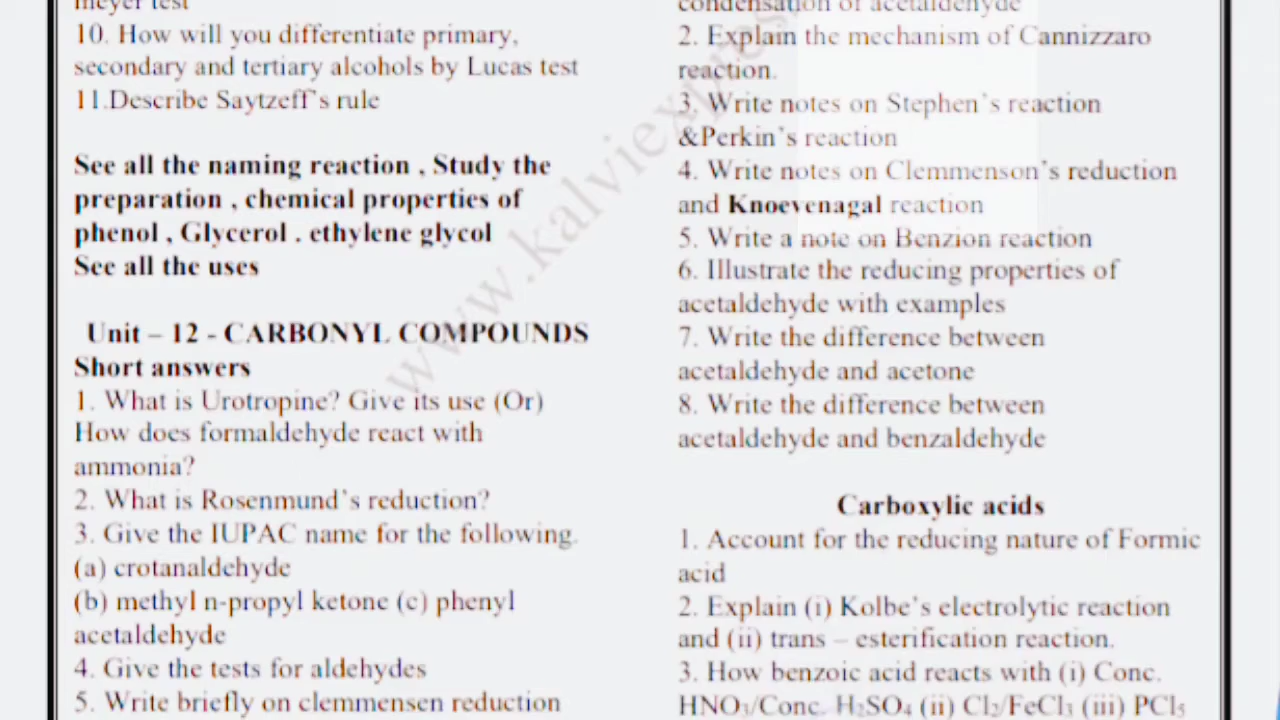 meyer test
10. How will you differentiate primary,
secondary and tertiary alcohols by Lucas test
11.Describe Saytzeff's rule
See all the naming reaction , Study the
preparation , chemical properties of
phenol , Glycerol . ethylene glycol
See all the uses
Unit – 12 - CARBONYL COMPOUNDS
Short answers
1. What is Urotropine? Give its use (Or)
How does formaldehyde react with
ammonia?
2. What is Rosenmund's reduction?
3. Give the IUPAC name for the following.
(a) crotanaldehyde
(b) methyl n-propyl ketone (c) phenyl
acetaldehyde
4. Give the tests for aldehydes
5. Write briefly on clemmensen reduction
condensation of acetaldehyde
2. Explain the mechanism of Cannizzaro
reaction.
3. Write notes on Stephen's reaction
&Perkin's reaction
4. Write notes on Clemmenson's reduction
and Knoevenagal reaction
5. Write a note on Benzion reaction
6. Illustrate the reducing properties of
acetaldehyde with examples
7. Write the difference between
acetaldehyde and acetone
8. Write the difference between
acetaldehyde and benzaldehyde
Carboxylic acids
1. Account for the reducing nature of Formic
acid
2. Explain (i) Kolbe's electrolytic reaction
and (ii) trans – esterification reaction.
3. How benzoic acid reacts with (i) Conc.
HNO₃/Conc. H₂SO₄ (ii) Cl₂/FeCl₃ (iii) PCl₅